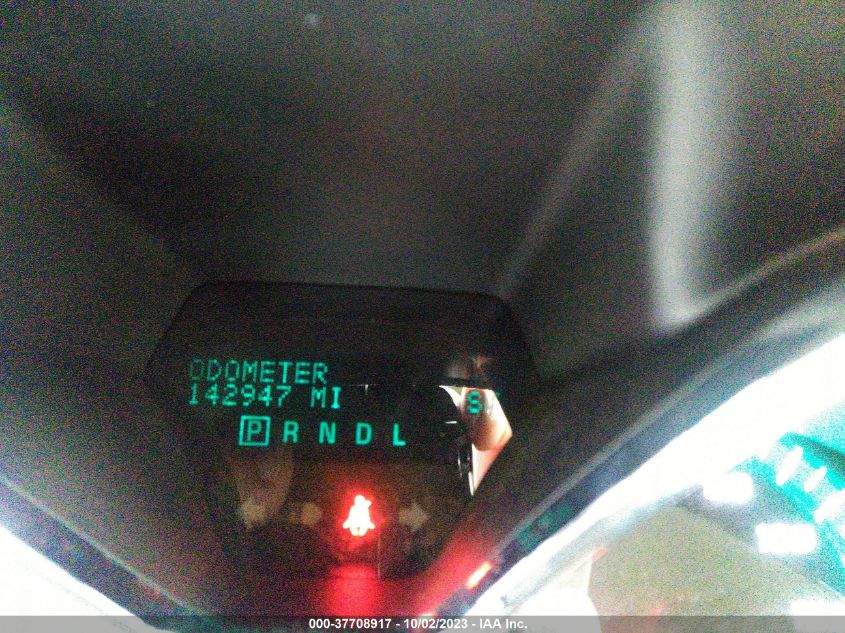 ODOMETER
142947 MI S
P R N D L
000-37708917 - 10/02/2023 - IAA Inc.